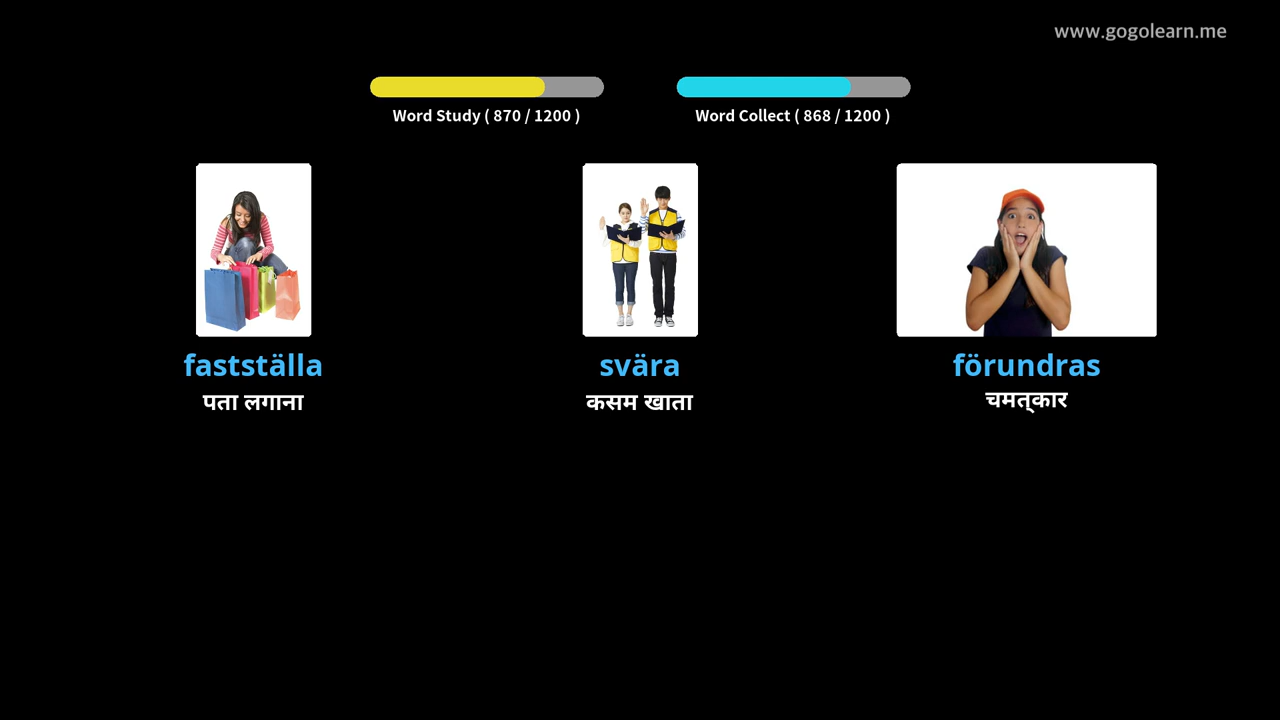 www.gogolearn.me
Word Study ( 870 / 1200 )
Word Collect ( 868 / 1200 )
fastställa
svära
förundras
पता लगाना
कसम खाता
चमत्‌कार